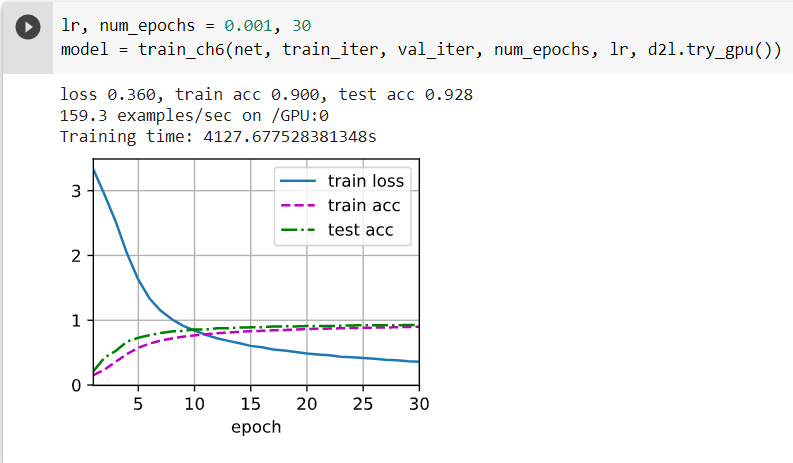 lr, num_epochs = 0.001, 30
model = train_ch6(net, train_iter, val_iter, num_epochs, lr, d2l.try_gpu())
loss 0.360, train acc 0.900, test acc 0.928
159.3 examples/sec on /GPU:0
Training time: 4127.677528381348s
3
2
1
0
train loss
train acc
test acc
5 10 15 20 25 30
epoch